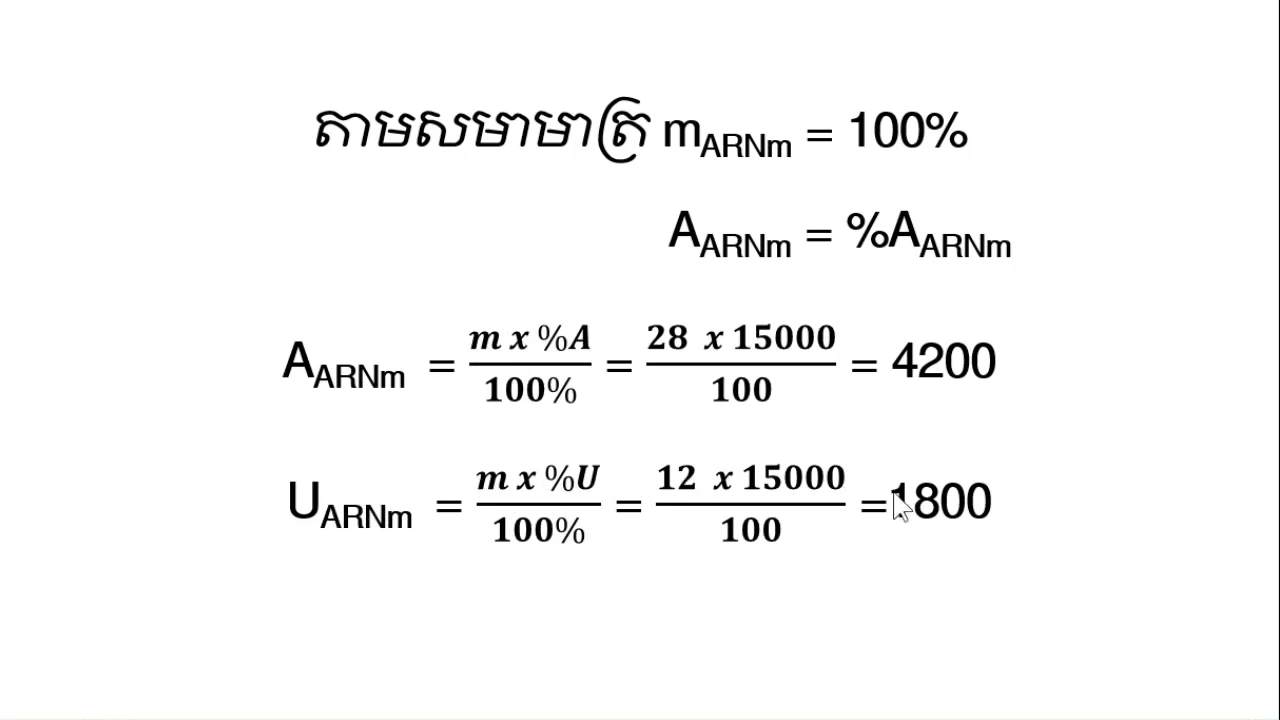 តាមសមាមាត្រ mARNm = 100%
AARNm = %AARNm
AARNm = m x %A / 100% = 28 x 15000 / 100 = 4200
UARNm = m x %U / 100% = 12 x 15000 / 100 =1800